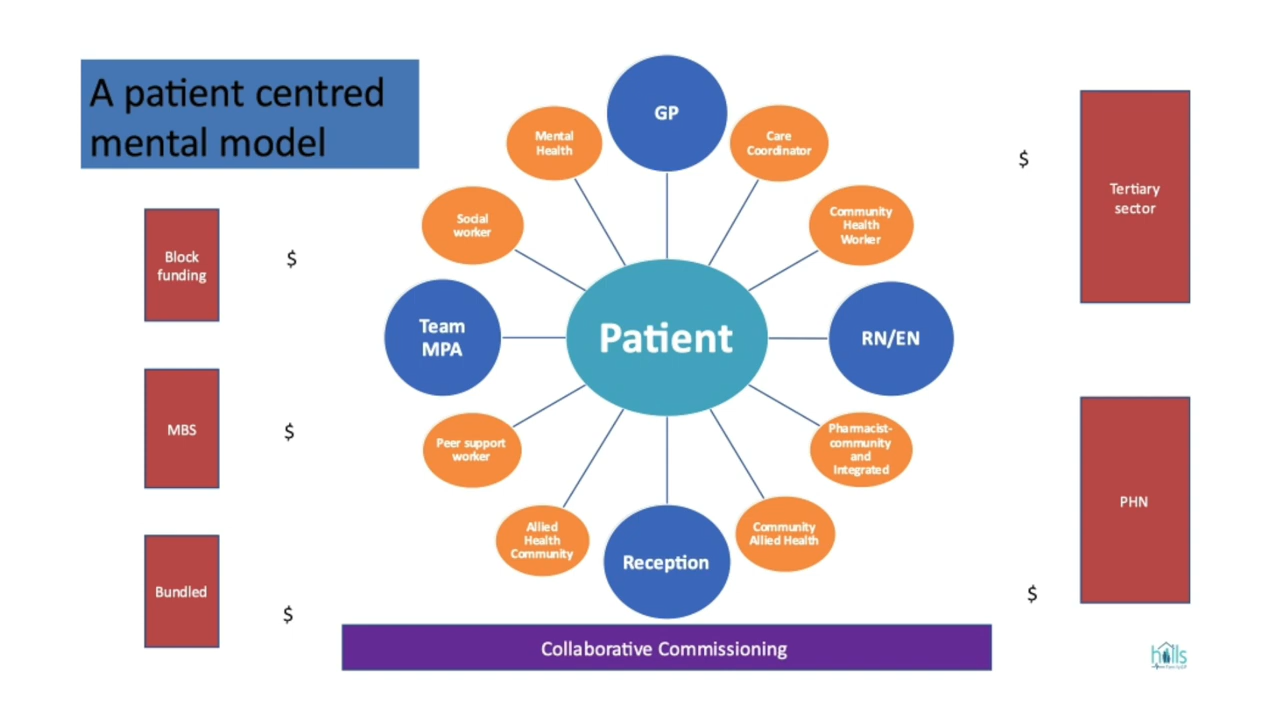 A patient centred
mental model
GP
Mental
Health
Care
Coordinator
Social
worker
Community
Health
Worker
Team
MPA
Patient
RN/EN
Peer support
worker
Pharmacist-
community
and
Integrated
Allied
Health
Community
Reception
Community
Allied Health
Block
funding
$
MBS
$
Bundled
$
Tertiary
sector
$
PHN
$
Collaborative Commissioning
hills